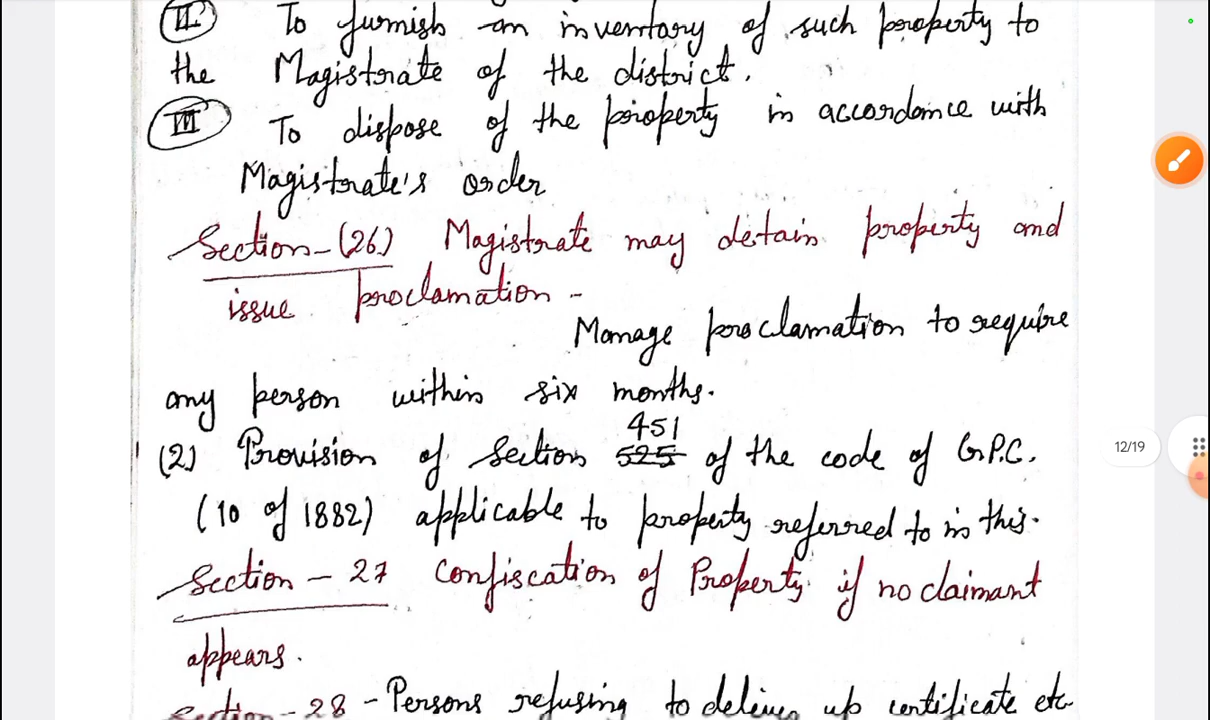 II To furnish an inventory of such property to
the Magistrate of the district.
III To dispose of the property in accordance with
Magistrate's order
Section-(26) Magistrate may detain property and
issue proclamation -
Manage proclamation to require
any person within six months.
451
(2) Provision of Section 525 of the code of Cr.P.C.
(10 of 1882) applicable to property referred to in this.
Section - 27 Confiscation of Property if no claimant
appears.
Section - 28 - Persons refusing to deliver up certificate etc
12/19